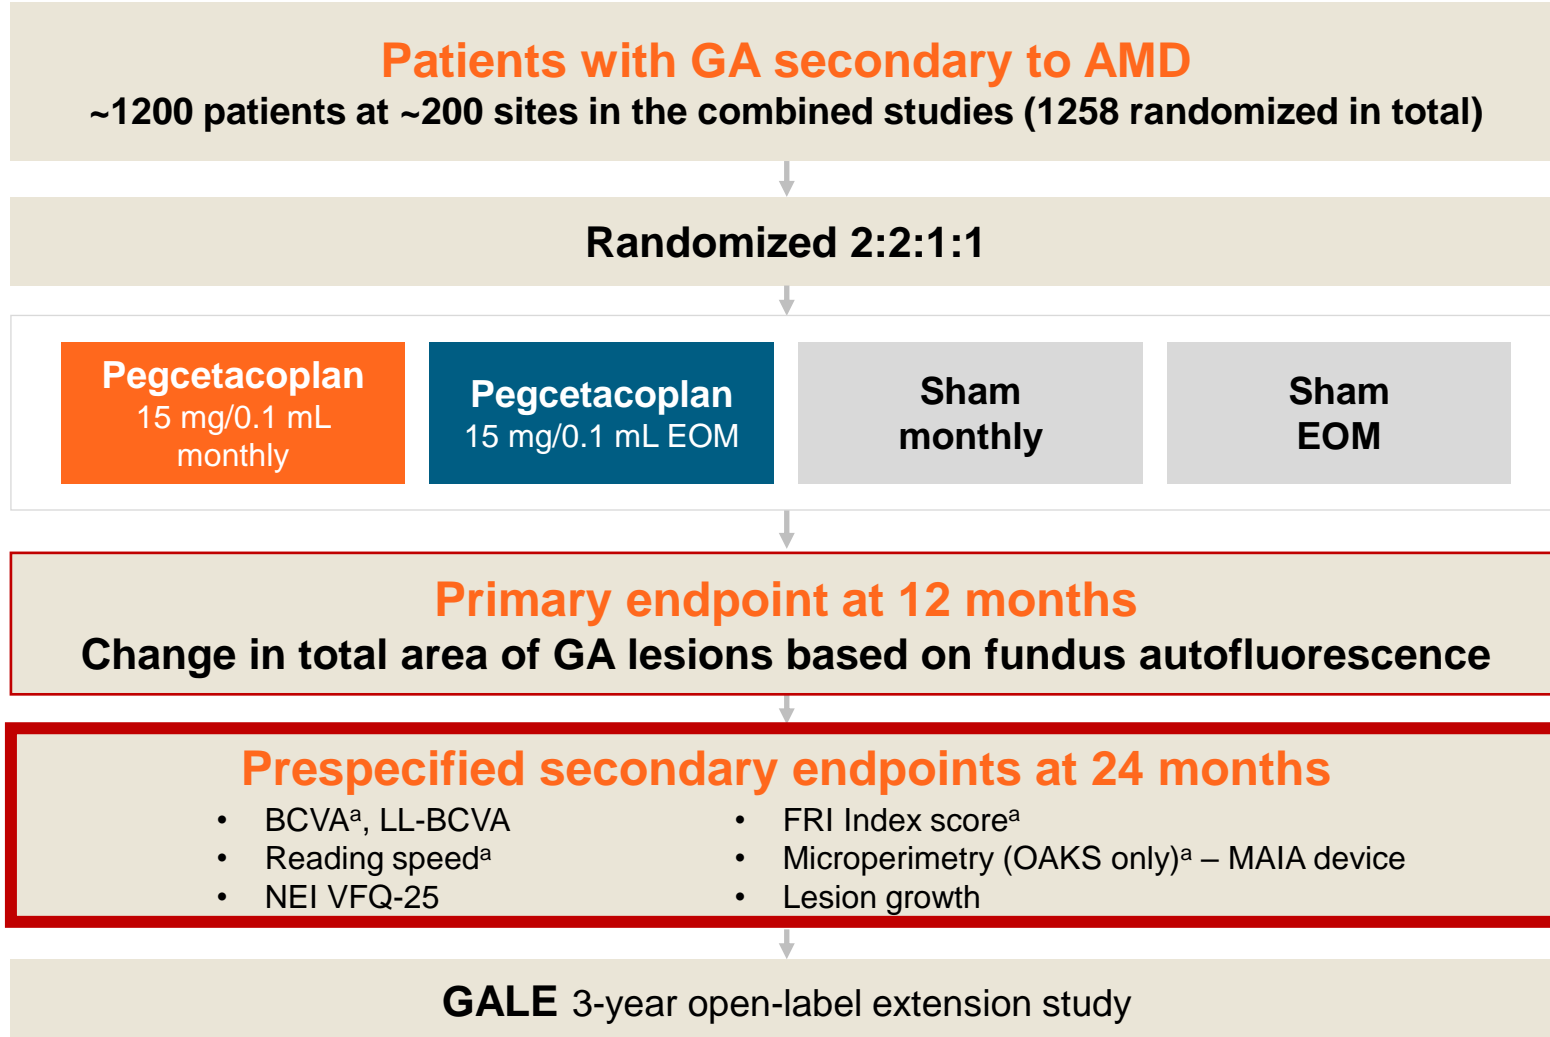 Patients with GA secondary to AMD
~1200 patients at ~200 sites in the combined studies (1258 randomized in total)
Randomized 2:2:1:1
Pegcetacoplan
15 mg/0.1 mL
monthly
Pegcetacoplan
15 mg/0.1 mL EOM
Sham
monthly
Sham
EOM
Primary endpoint at 12 months
Change in total area of GA lesions based on fundus autofluorescence
Prespecified secondary endpoints at 24 months
• BCVAᵃ, LL-BCVA
• Reading speedᵃ
• NEI VFQ-25
• FRI Index scoreᵃ
• Microperimetry (OAKS only)ᵃ – MAIA device
• Lesion growth
GALE 3-year open-label extension study